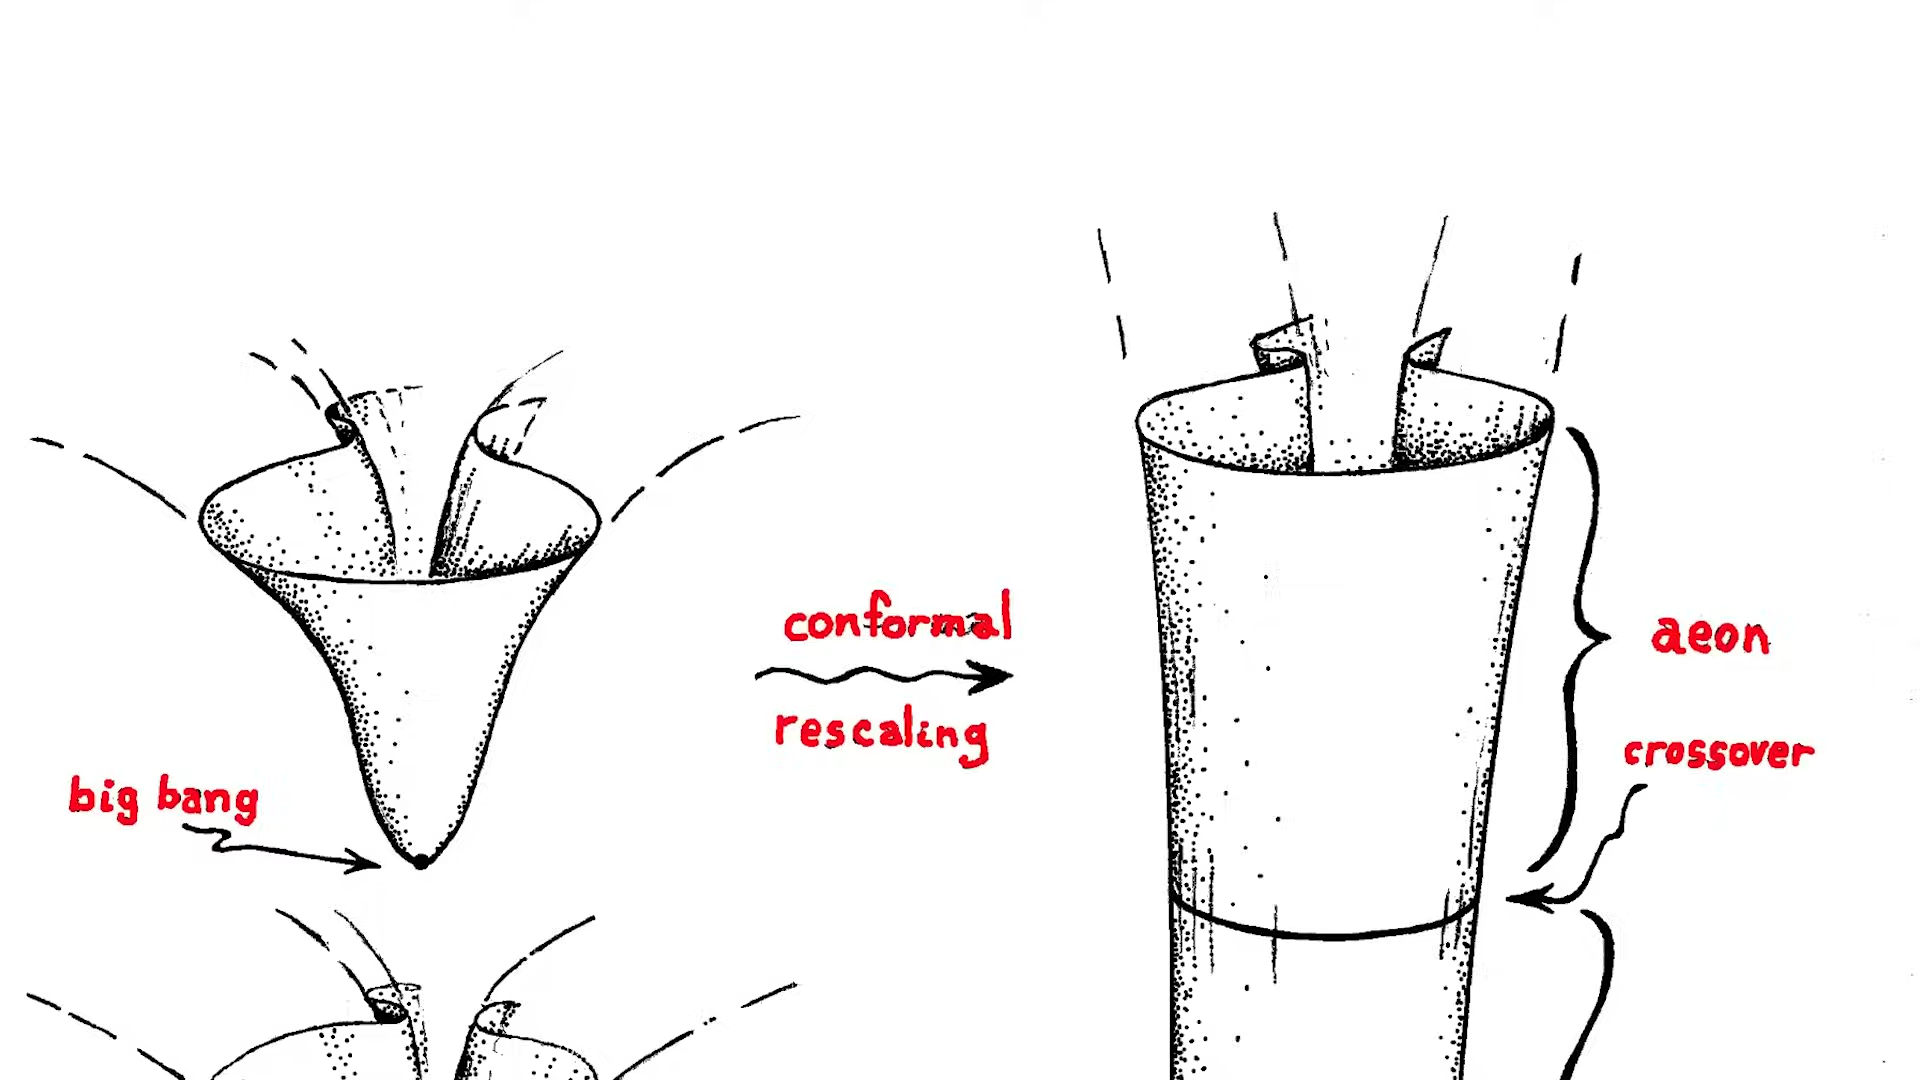 conformal
rescaling
big bang
aeon
crossover